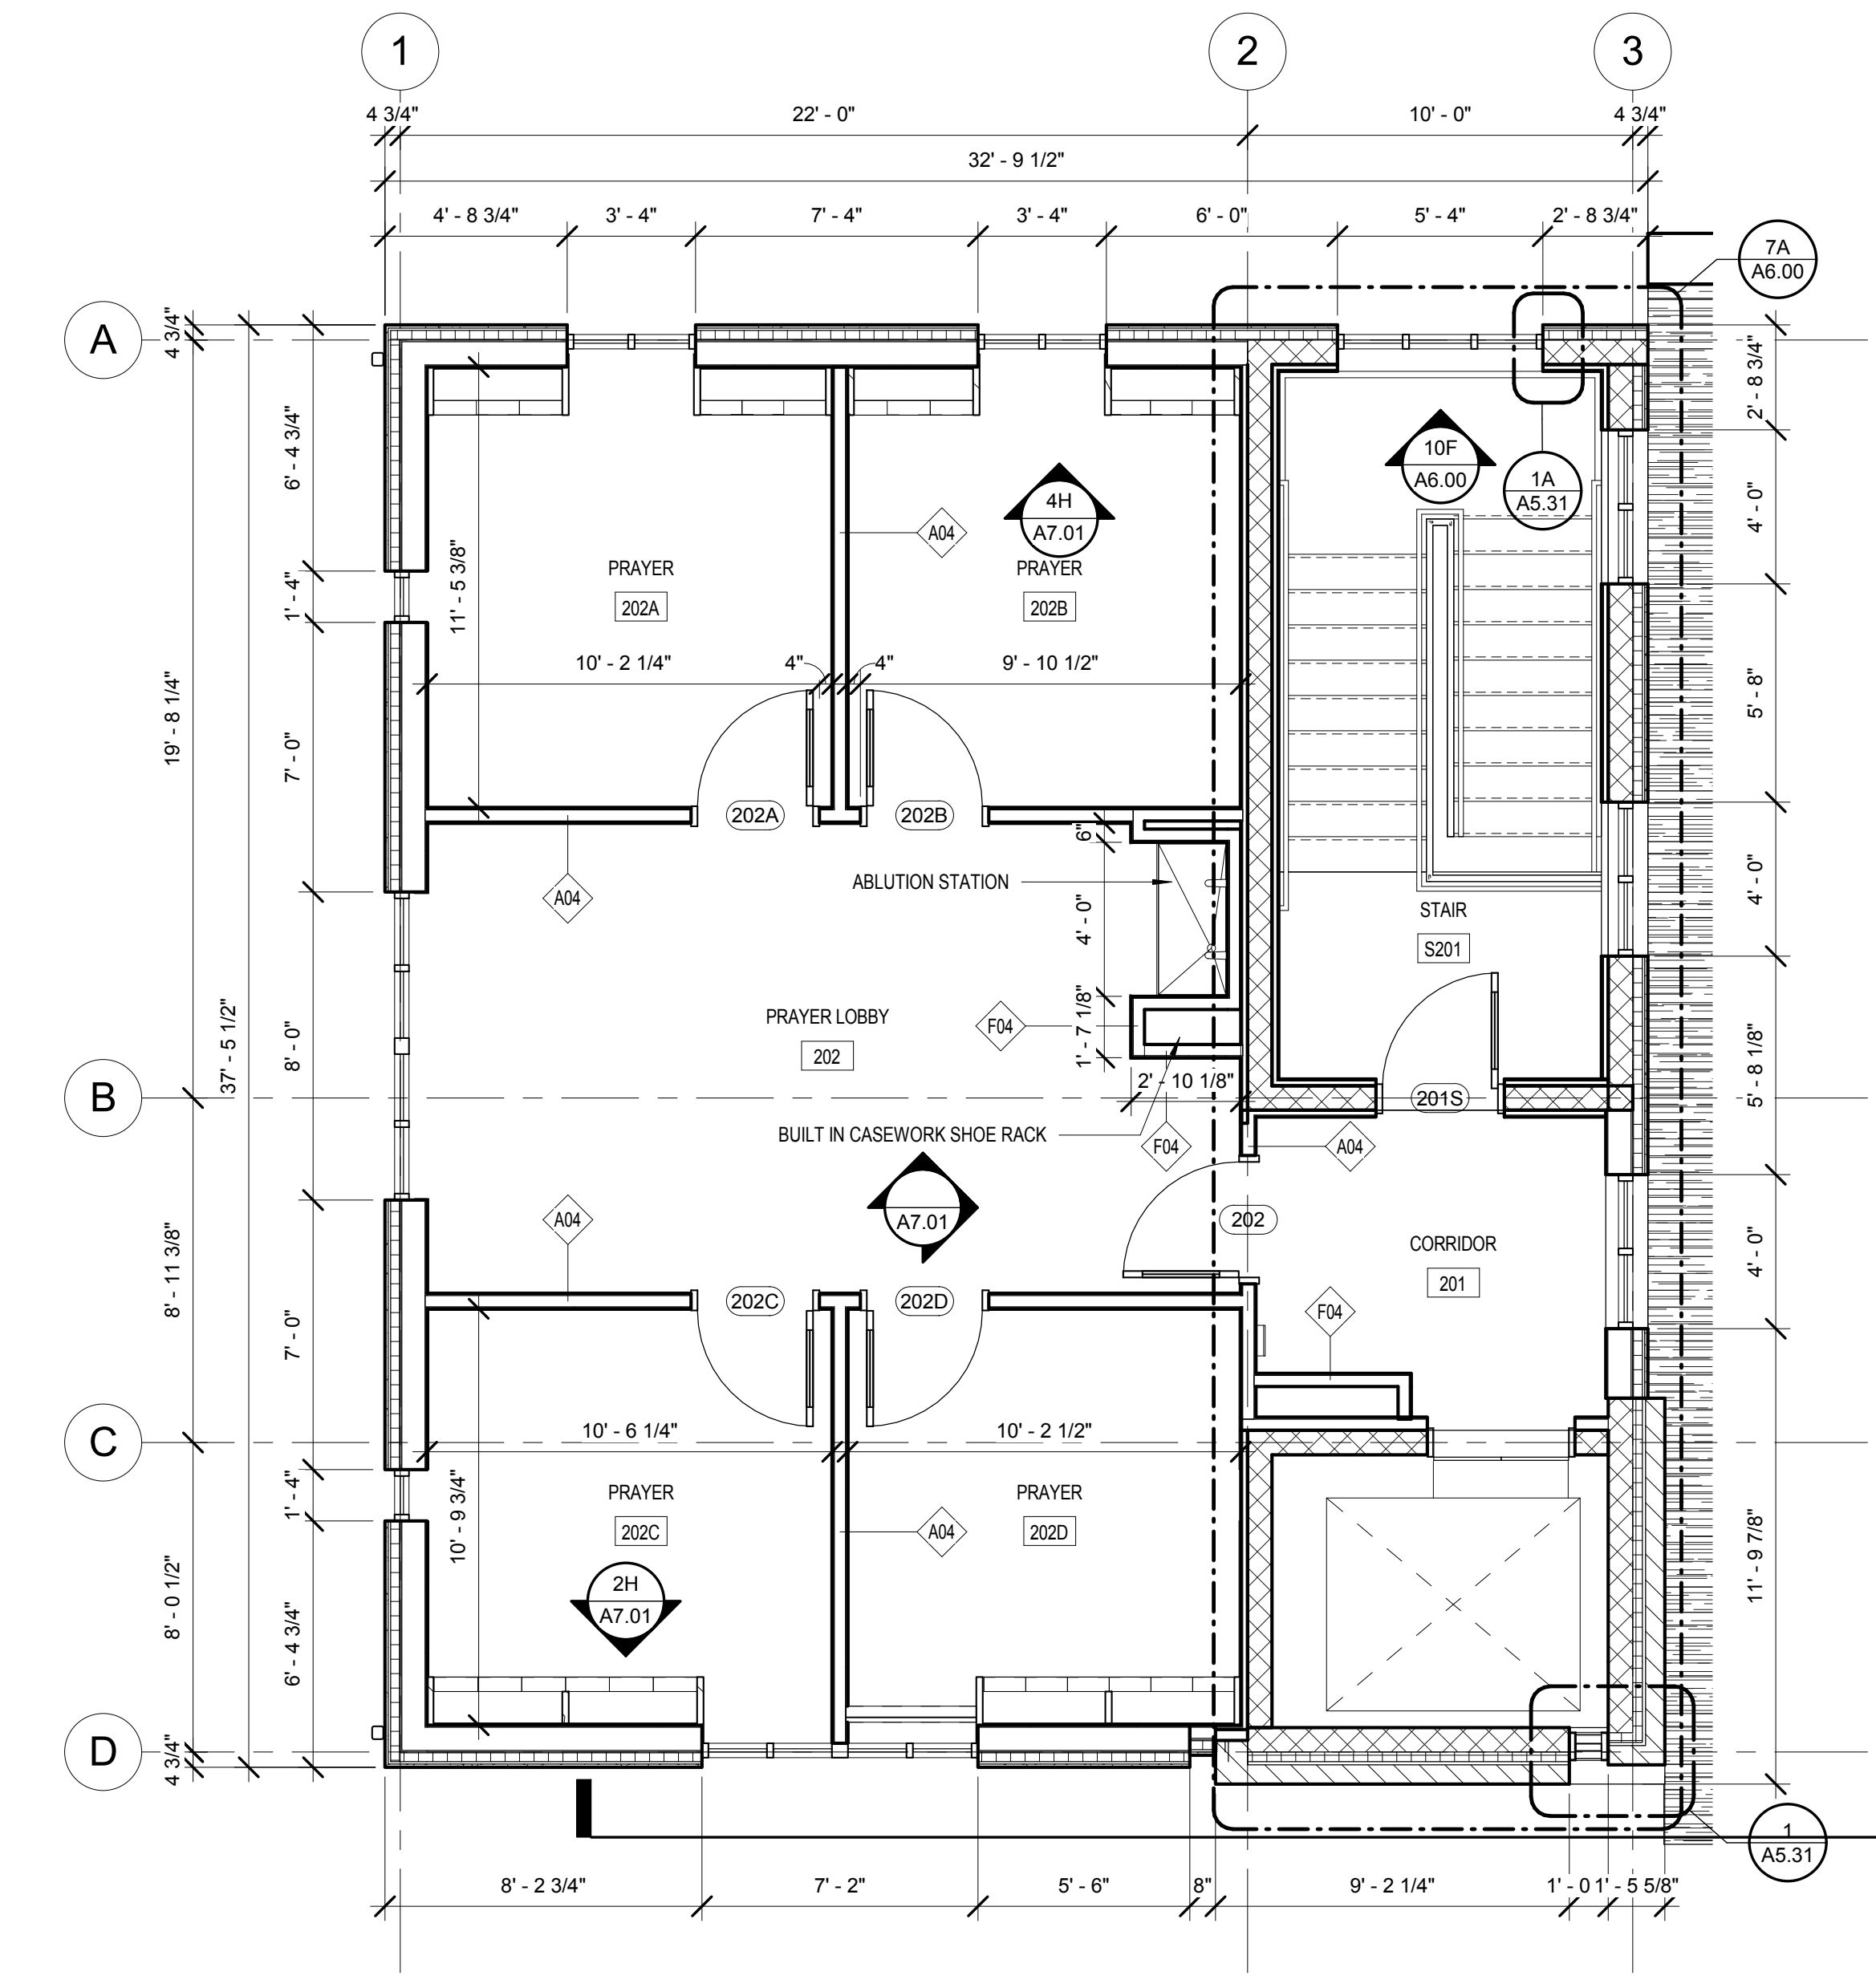 1
2
3
4 3/4"
22' - 0"
10' - 0"
4 3/4"
32' - 9 1/2"
4' - 8 3/4"
3' - 4"
7' - 4"
3' - 4"
6' - 0"
5' - 4"
2' - 8 3/4"
7A
A6.00
A
4 3/4"
2' - 8 3/4"
6' - 4 3/4"
10F
A6.00
1A
A5.31
4H
A7.01
4' - 0"
A04
11' - 5 3/8"
PRAYER
202A
PRAYER
202B
1' - 4"
10' - 2 1/4"
4"
4"
9' - 10 1/2"
5' - 8"
19' - 8 1/4"
7' - 0"
202A
202B
6"
ABLUTION STATION
A04
4' - 0"
4' - 0"
STAIR
S201
PRAYER LOBBY
202
F04
1' - 7 1/8"
37' - 5 1/2"
8' - 0"
5' - 8 1/8"
2' - 10 1/8"
B
201S
BUILT IN CASEWORK SHOE RACK
F04
A04
A04
A7.01
202
CORRIDOR
201
4' - 0"
8' - 11 3/8"
202C
202D
F04
7' - 0"
10' - 6 1/4"
10' - 2 1/2"
C
1' - 4"
10' - 9 3/4"
PRAYER
202C
A04
PRAYER
202D
11' - 9 7/8"
8' - 0 1/2"
6' - 4 3/4"
2H
A7.01
D
4 3/4"
1
A5.31
8' - 2 3/4"
7' - 2"
5' - 6"
8"
9' - 2 1/4"
1' - 0
1' - 5 5/8"